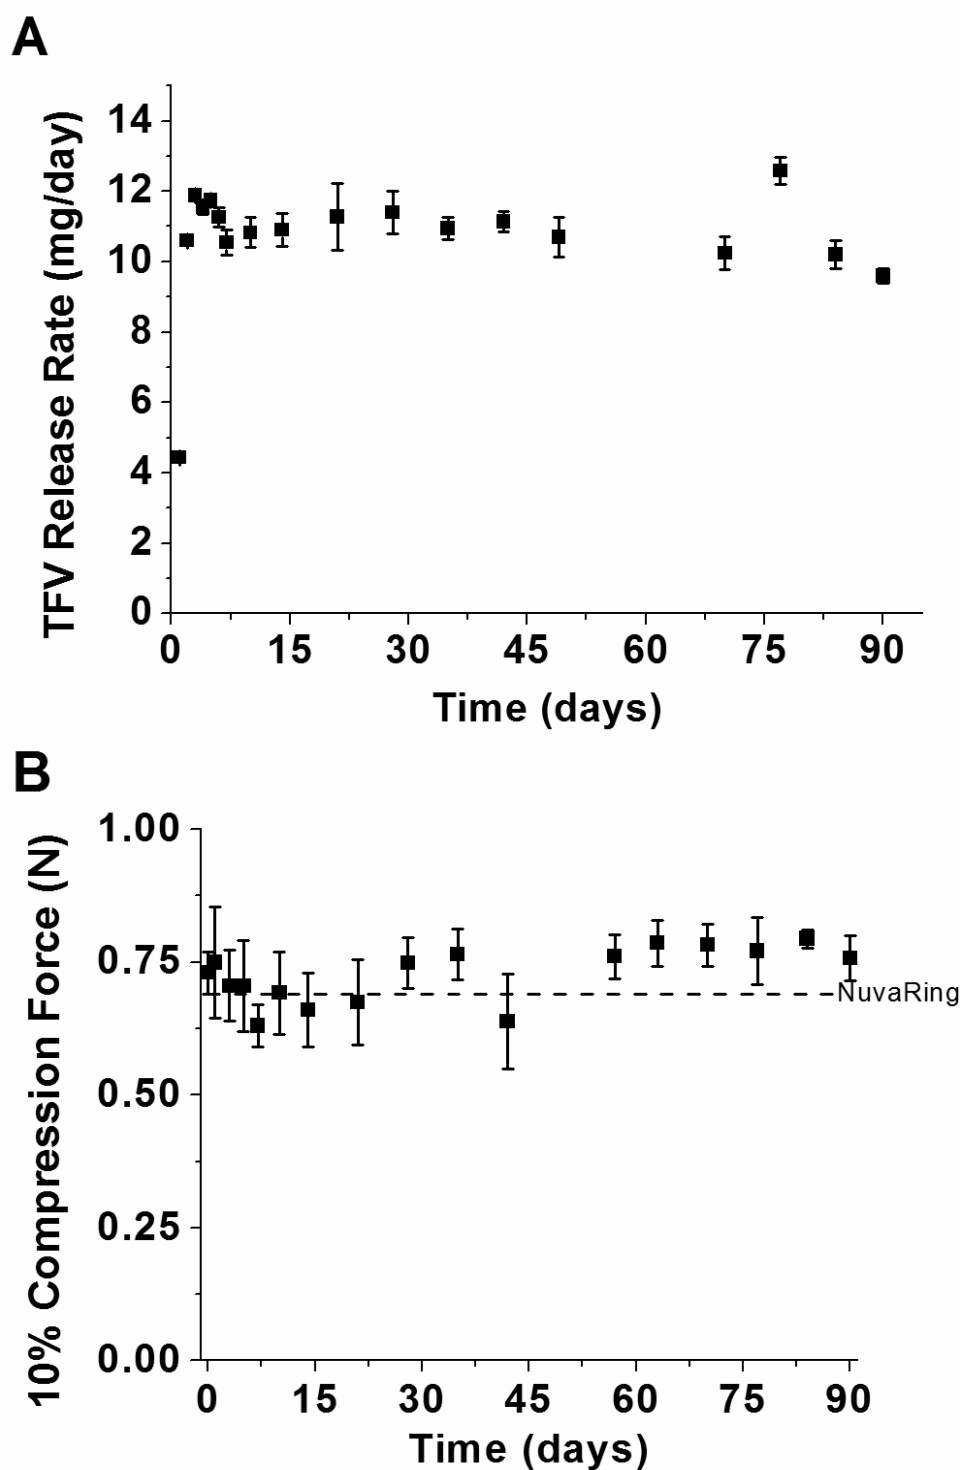 A
TFV Release Rate (mg/day)
14
12
10
8
6
4
2
0
0 15 30 45 60 75 90
Time (days)
B
10% Compression Force (N)
1.00
0.75
0.50
0.25
0.00
NuvaRing
0 15 30 45 60 75 90
Time (days)